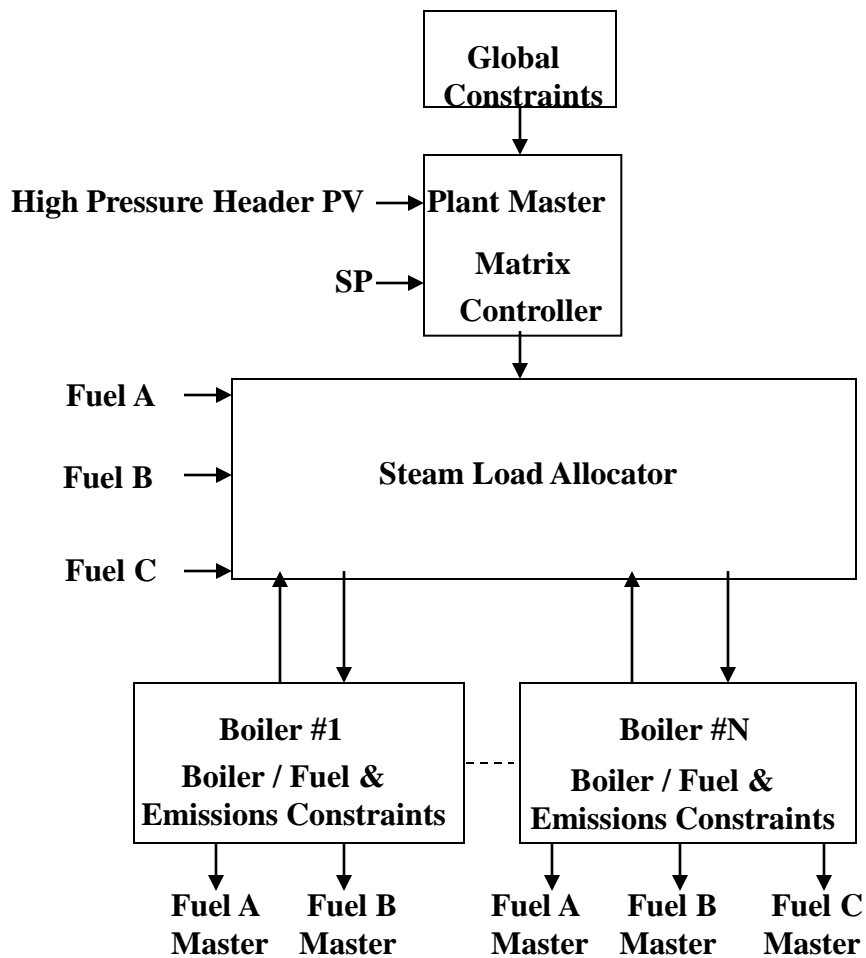 Global
Constraints
High Pressure Header PV
Plant Master
SP
Matrix
Controller
Fuel A
Fuel B
Steam Load Allocator
Fuel C
Boiler #1
Boiler / Fuel &
Emissions Constraints
Boiler #N
Boiler / Fuel &
Emissions Constraints
Fuel A
Master
Fuel B
Master
Fuel A
Master
Fuel B
Master
Fuel C
Master